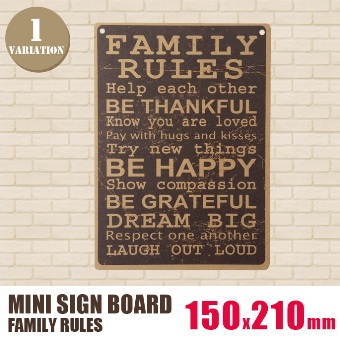 1
VARIATION
FAMILY
RULES
Help each other
BE THANKFUL
Know you are loved
Pay with hugs and kisses
Try new things
BE HAPPY
Show compassion
BE GRATEFUL
DREAM BIG
Respect one another
LAUGH OUT LOUD
MINI SIGN BOARD
FAMILY RULES
150x210mm